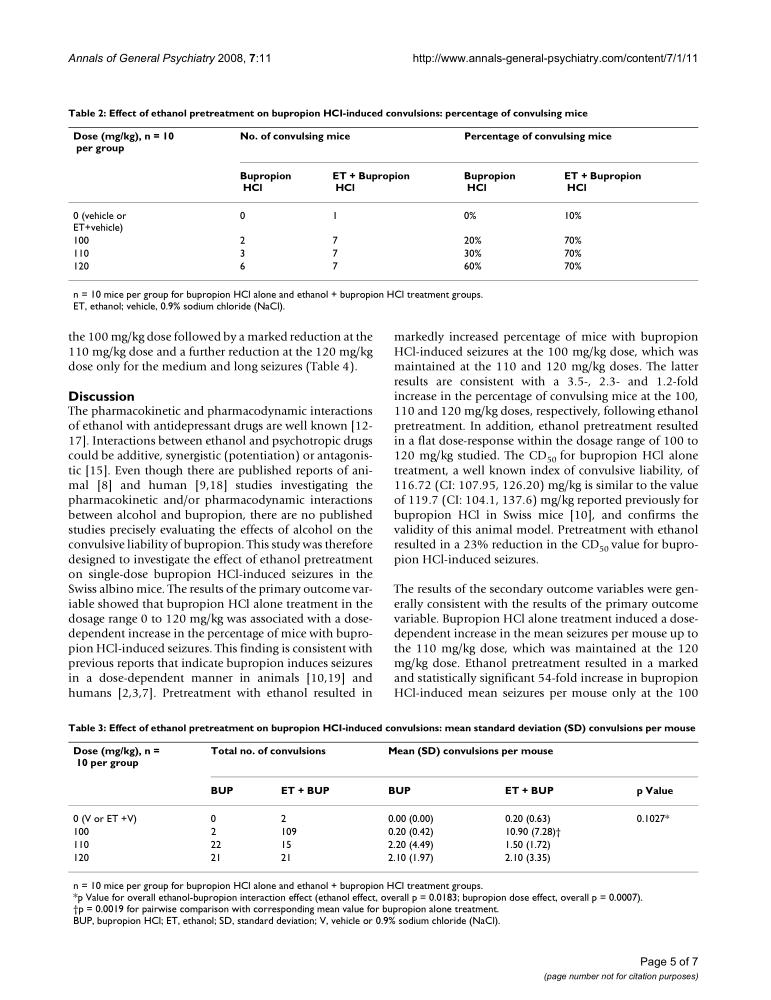 Annals of General Psychiatry 2008, 7:11
http://www.annals-general-psychiatry.com/content/7/1/11
Table 2: Effect of ethanol pretreatment on bupropion HCl-induced convulsions: percentage of convulsing mice
Dose (mg/kg), n = 10 per group No. of convulsing mice Percentage of convulsing mice
Bupropion HCl ET + Bupropion HCl Bupropion HCl ET + Bupropion HCl
0 (vehicle or ET+vehicle) 0 1 0% 10%
100 2 7 20% 70%
110 3 7 30% 70%
120 6 7 60% 70%
n = 10 mice per group for bupropion HCl alone and ethanol + bupropion HCl treatment groups.
ET, ethanol; vehicle, 0.9% sodium chloride (NaCl).
the 100 mg/kg dose followed by a marked reduction at the
110 mg/kg dose and a further reduction at the 120 mg/kg
dose only for the medium and long seizures (Table 4).
Discussion
The pharmacokinetic and pharmacodynamic interactions
of ethanol with antidepressant drugs are well known [12-
17]. Interactions between ethanol and psychotropic drugs
could be additive, synergistic (potentiation) or antagonis-
tic [15]. Even though there are published reports of ani-
mal [8] and human [9,18] studies investigating the
pharmacokinetic and/or pharmacodynamic interactions
between alcohol and bupropion, there are no published
studies precisely evaluating the effects of alcohol on the
convulsive liability of bupropion. This study was therefore
designed to investigate the effect of ethanol pretreatment
on single-dose bupropion HCl-induced seizures in the
Swiss albino mice. The results of the primary outcome var-
iable showed that bupropion HCl alone treatment in the
dosage range 0 to 120 mg/kg was associated with a dose-
dependent increase in the percentage of mice with bupro-
pion HCl-induced seizures. This finding is consistent with
previous reports that indicate bupropion induces seizures
in a dose-dependent manner in animals [10,19] and
humans [2,3,7]. Pretreatment with ethanol resulted in
markedly increased percentage of mice with bupropion
HCl-induced seizures at the 100 mg/kg dose, which was
maintained at the 110 and 120 mg/kg doses. The latter
results are consistent with a 3.5-, 2.3- and 1.2-fold
increase in the percentage of convulsing mice at the 100,
110 and 120 mg/kg doses, respectively, following ethanol
pretreatment. In addition, ethanol pretreatment resulted
in a flat dose-response within the dosage range of 100 to
120 mg/kg studied. The CD50 for bupropion HCl alone
treatment, a well known index of convulsive liability, of
116.72 (CI: 107.95, 126.20) mg/kg is similar to the value
of 119.7 (CI: 104.1, 137.6) mg/kg reported previously for
bupropion HCl in Swiss mice [10], and confirms the
validity of this animal model. Pretreatment with ethanol
resulted in a 23% reduction in the CD50 value for bupro-
pion HCl-induced seizures.
The results of the secondary outcome variables were gen-
erally consistent with the results of the primary outcome
variable. Bupropion HCl alone treatment induced a dose-
dependent increase in the mean seizures per mouse up to
the 110 mg/kg dose, which was maintained at the 120
mg/kg dose. Ethanol pretreatment resulted in a marked
and statistically significant 54-fold increase in bupropion
HCl-induced mean seizures per mouse only at the 100
Table 3: Effect of ethanol pretreatment on bupropion HCl-induced convulsions: mean standard deviation (SD) convulsions per mouse
Dose (mg/kg), n = 10 per group Total no. of convulsions Mean (SD) convulsions per mouse
BUP ET + BUP BUP ET + BUP p Value
0 (V or ET +V) 0 2 0.00 (0.00) 0.20 (0.63) 0.1027*
100 2 109 0.20 (0.42) 10.90 (7.28)†
110 22 15 2.20 (4.49) 1.50 (1.72)
120 21 21 2.10 (1.97) 2.10 (3.35)
n = 10 mice per group for bupropion HCl alone and ethanol + bupropion HCl treatment groups.
*p Value for overall ethanol-bupropion interaction effect (ethanol effect, overall p = 0.0183; bupropion dose effect, overall p = 0.0007).
†p = 0.0019 for pairwise comparison with corresponding mean value for bupropion alone treatment.
BUP, bupropion HCl; ET, ethanol; SD, standard deviation; V, vehicle or 0.9% sodium chloride (NaCl).
Page 5 of 7
(page number not for citation purposes)